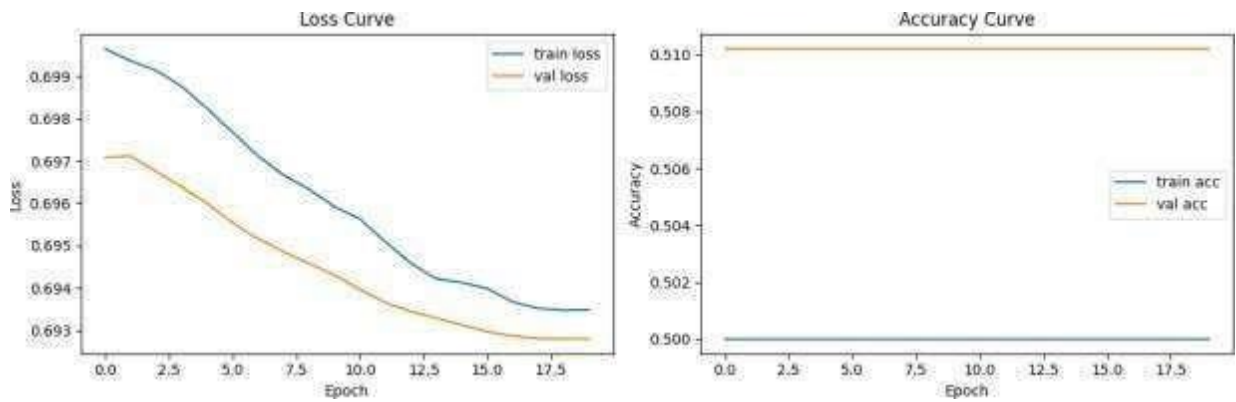 Loss Curve
Loss
0.699
0.698
0.697
0.696
0.695
0.694
0.693
train loss
val loss
0.0 2.5 5.0 7.5 10.0 12.5 15.0 17.5
Epoch
Accuracy Curve
Accuracy
0.510
0.508
0.506
0.504
0.502
0.500
train acc
val acc
0.0 2.5 5.0 7.5 10.0 12.5 15.0 17.5
Epoch